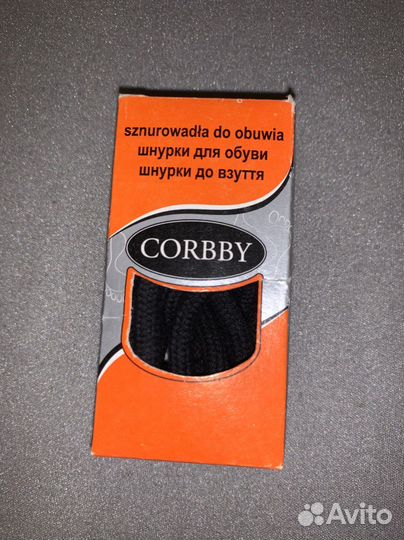 sznurowadła do obuwia
шнурки для обуви
шнурки до взуття
CORBBY
Avito